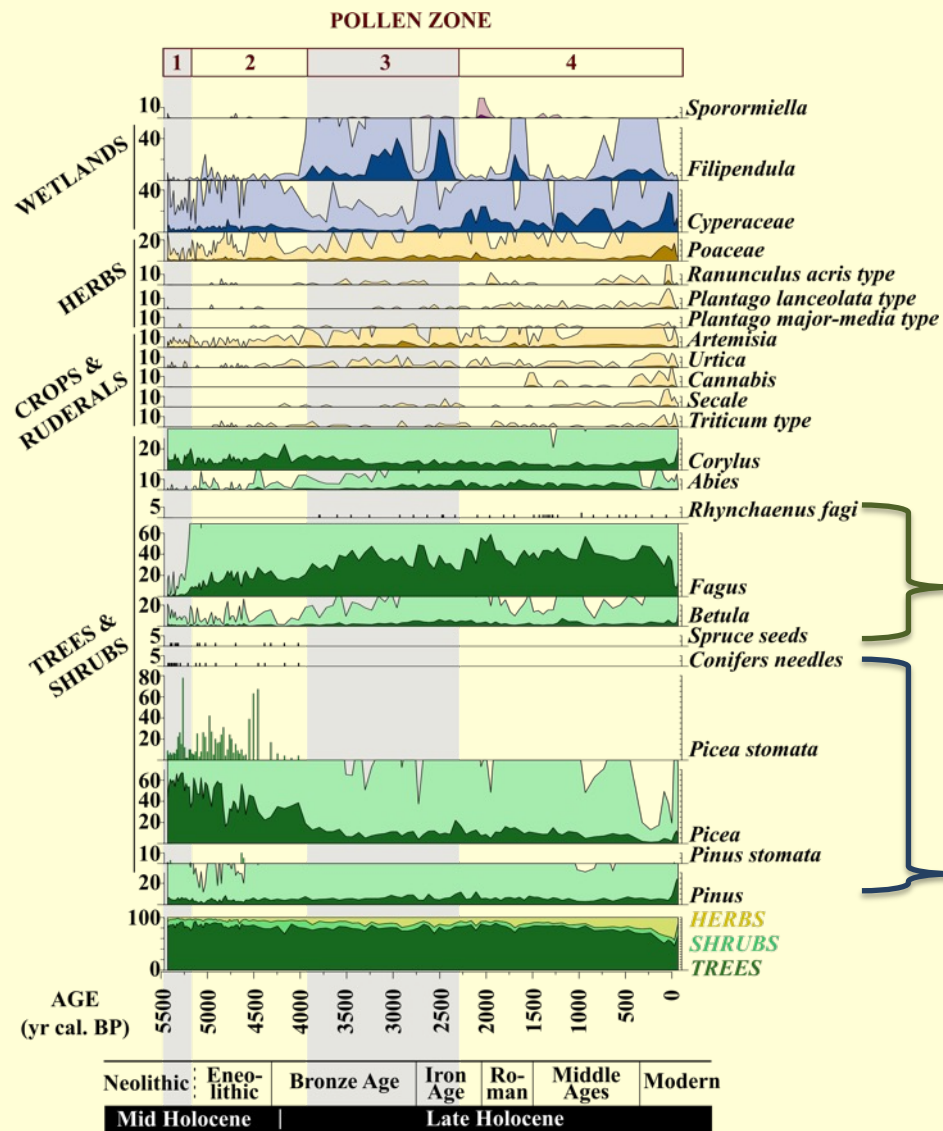 POLLEN ZONE
1 2 3 4
WETLANDS
10 Sporormiella
40 Filipendula
40 Cyperaceae
HERBS
20 Poaceae
10 Ranunculus acris type
10 Plantago lanceolata type
10 Plantago major-media type
CROPS &
RUDERALS
10 Artemisia
10 Urtica
10 Cannabis
10 Secale
10 Triticum type
TREES &
SHRUBS
20 Corylus
10 Abies
5 Rhynchaenus fagi
60
40
20
Fagus
20 Betula
5 Spruce seeds
5 Conifers needles
80
60
40
20
Picea stomata
60
40
20
Picea
10 Pinus stomata
20 Pinus
100 HERBS
SHRUBS
0 TREES
AGE
(yr cal. BP)
5500 5000 4500 4000 3500 3000 2500 2000 1500 1000 500 0
Neolithic Eneo-
lithic Bronze Age Iron
Age Ro-
man Middle
Ages Modern
Mid Holocene Late Holocene